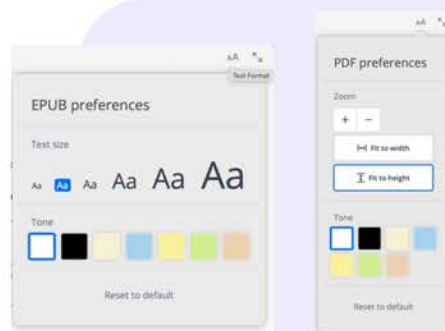 AA
Text Format
EPUB preferences
Text size
Aa Aa Aa Aa Aa Aa
Tone
Reset to default
AA
PDF preferences
Zoom
+ −
Fit to width
Fit to height
Tone
Reset to default